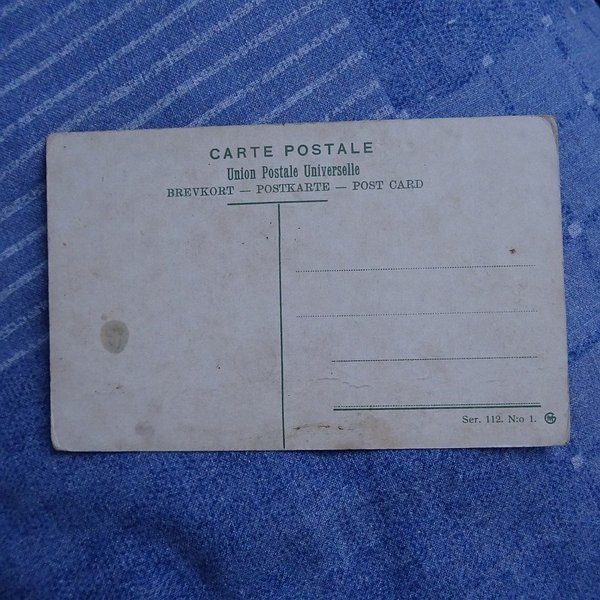 CARTE POSTALE
Union Postale Universelle
BREVKORT — POSTKARTE — POST CARD
Ser. 112. N:o 1.